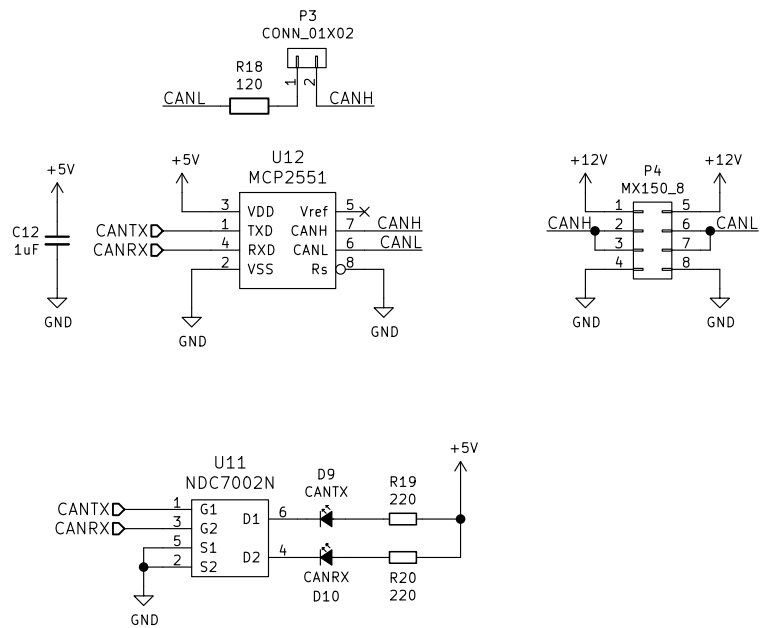 P3
CONN_01X02
R18
120
1 2
CANL
CANH
U12
MCP2551
+5V
+5V
C12
1uF
GND
CANTX
CANRX
3 VDD Vref 5
1 TXD CANH 7 CANH
4 RXD CANL 6 CANL
2 VSS Rs 8
GND
GND
+12V
P4
MX150_8
+12V
1 5
CANH 2 6 CANL
3 7
4 8
GND
GND
U11
NDC7002N
CANTX 1 G1
CANRX 3 G2
5 S1
2 S2
D1 6
D2 4
GND
D9
CANTX
R19
220
+5V
CANRX
D10
R20
220